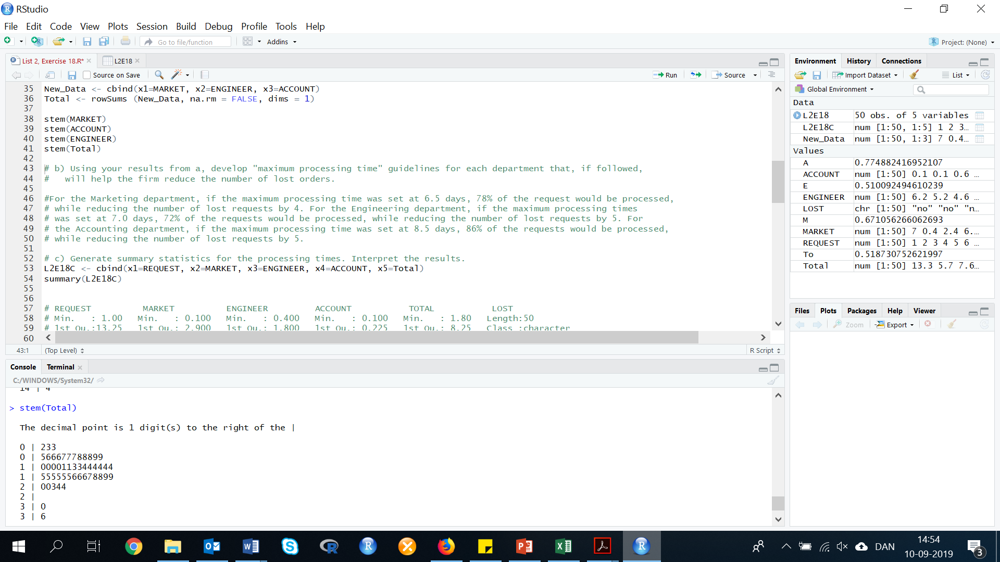 RStudio
File Edit Code View Plots Session Build Debug Profile Tools Help
Go to file/function Addins Project: (None)
List 2, Exercise 18.R* L2E18
Source on Save Run Source
35 New_Data <- cbind(x1=MARKET, x2=ENGINEER, x3=ACCOUNT)
36 Total <- rowSums (New_Data, na.rm = FALSE, dims = 1)
37
38 stem(MARKET)
39 stem(ACCOUNT)
40 stem(ENGINEER)
41 stem(Total)
42
43 # b) Using your results from a, develop "maximum processing time" guidelines for each department that, if followed,
44 #   will help the firm reduce the number of lost orders.
45
46 #For the Marketing department, if the maximum processing time was set at 6.5 days, 78% of the request would be processed,
47 # while reducing the number of lost requests by 4. For the Engineering department, if the maximum processing times
48 # was set at 7.0 days, 72% of the requests would be processed, while reducing the number of lost requests by 5. For
49 # the Accounting department, if the maximum processing time was set at 8.5 days, 86% of the requests would be processed,
50 # while reducing the number of lost requests by 5.
51
52 # c) Generate summary statistics for the processing times. Interpret the results.
53 L2E18C <- cbind(x1=REQUEST, x2=MARKET, x3=ENGINEER, x4=ACCOUNT, x5=Total)
54 summary(L2E18C)
55
56
57 # REQUEST MARKET ENGINEER ACCOUNT TOTAL LOST
58 # Min. : 1.00 Min. : 0.100 Min. : 0.400 Min. : 0.100 Min. : 1.80 Length:50
59 # 1st Qu.:13.25 1st Qu.: 2.900 1st Qu.: 1.800 1st Qu.: 0.225 1st Qu.: 8.25 Class :character
60
43:1 (Top Level) R Script
Console Terminal
C:/WINDOWS/System32/
14 | 4
> stem(Total)
The decimal point is 1 digit(s) to the right of the |
0 | 233
0 | 566677788899
1 | 00001133444444
1 | 55555566678899
2 | 00344
2 |
3 | 0
3 | 6
Environment History Connections
Import Dataset List
Global Environment
Data
L2E18 50 obs. of 5 variables
L2E18C num [1:50, 1:5] 1 2 3…
New_Data num [1:50, 1:3] 7 0.4…
Values
A 0.774882416952107
ACCOUNT num [1:50] 0.1 0.1 0.6 …
E 0.510092494610239
ENGINEER num [1:50] 6.2 5.2 4.6 …
LOST chr [1:50] "no" "no" "n…
M 0.671056266062693
MARKET num [1:50] 7 0.4 2.4 6.…
REQUEST num [1:50] 1 2 3 4 5 6 …
To 0.518730752621997
Total num [1:50] 13.3 5.7 7.6…
Files Plots Packages Help Viewer
Zoom Export
DAN
14:54
10-09-2019
3